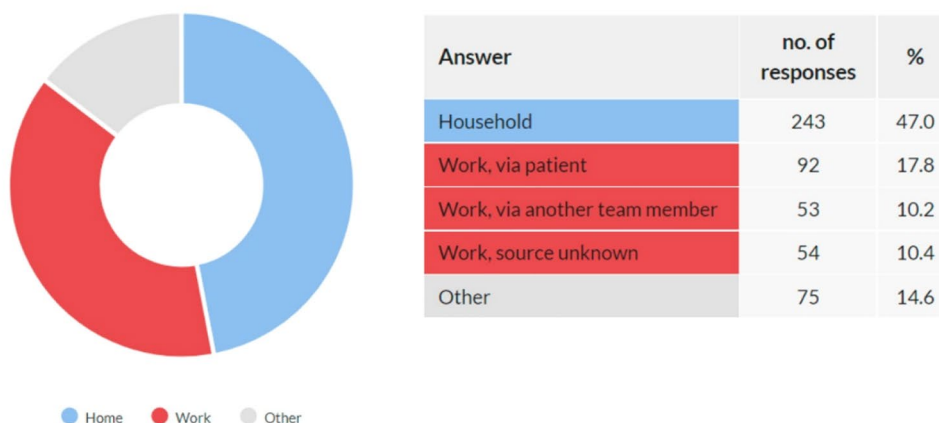 Answer no. of responses %
Household 243 47.0
Work, via patient 92 17.8
Work, via another team member 53 10.2
Work, source unknown 54 10.4
Other 75 14.6
Home Work Other